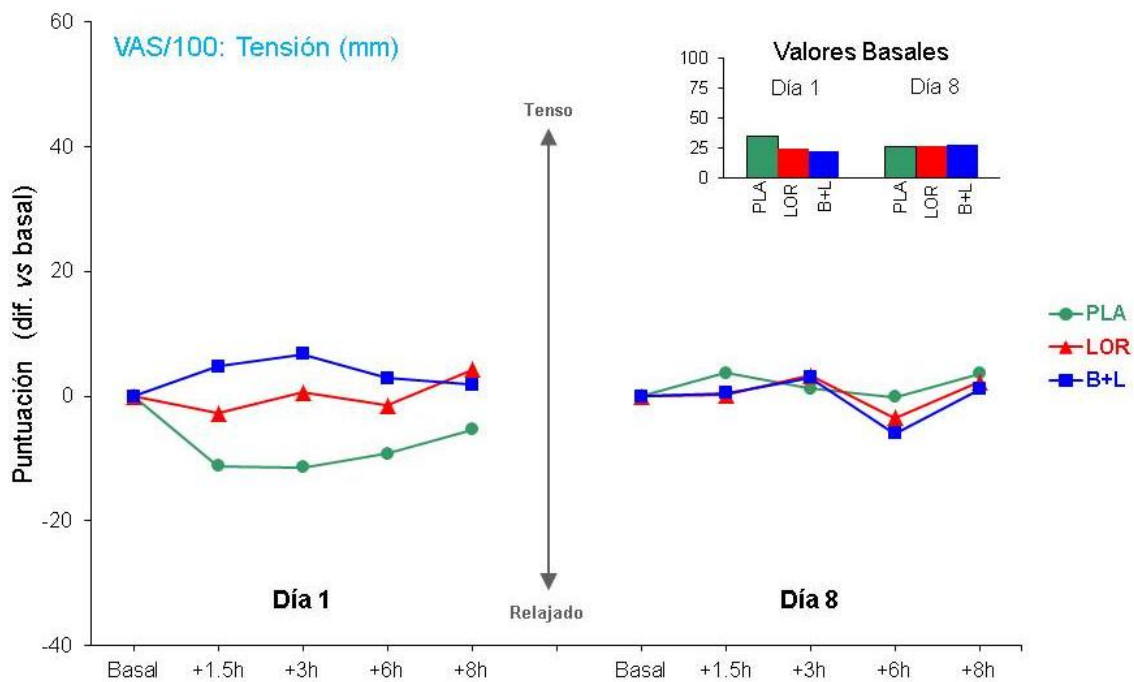 VAS/100: Tensión (mm)
Puntuación (dif. vs basal)
60
40
20
0
-20
-40
Tenso
Relajado
Valores Basales
Día 1
Día 8
100
75
50
25
0
PLA
LOR
B+L
PLA
LOR
B+L
PLA
LOR
B+L
Día 1
Día 8
Basal +1.5h +3h +6h +8h
Basal +1.5h +3h +6h +8h